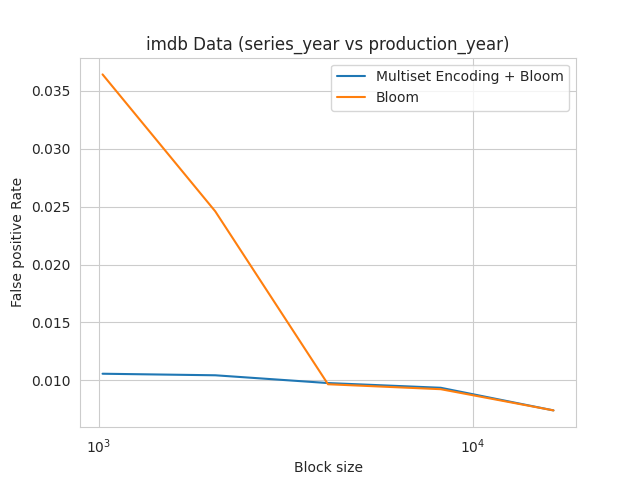 imdb Data (series_year vs production_year)
Multiset Encoding + Bloom
Bloom
False positive Rate
0.035
0.030
0.025
0.020
0.015
0.010
10³
10⁴
Block size